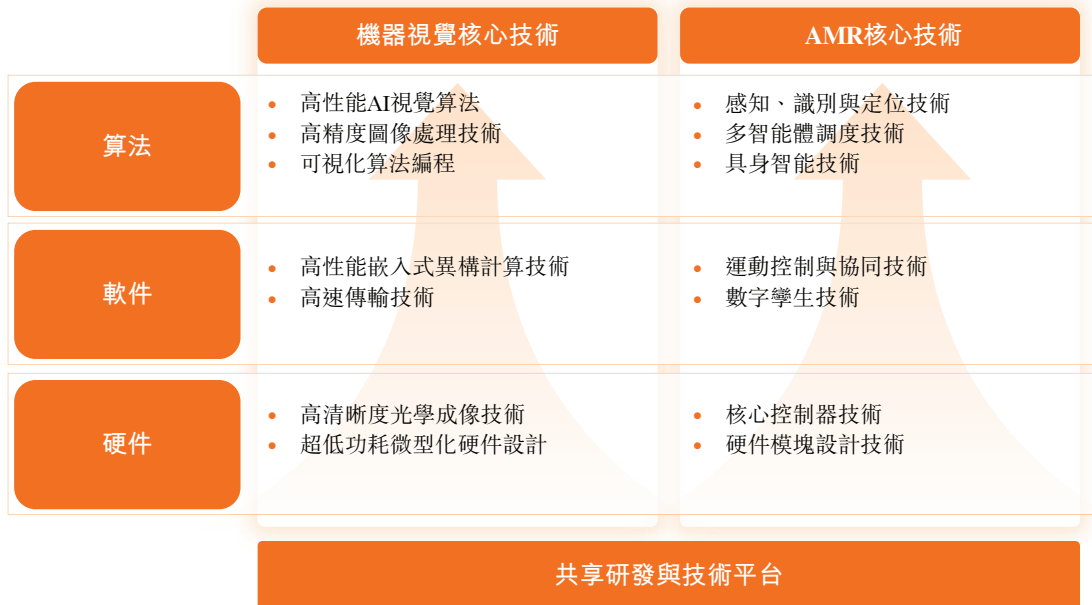 機器視覺核心技術
AMR核心技術
算法
• 高性能AI視覺算法
• 高精度圖像處理技術
• 可視化算法編程
• 感知、識別與定位技術
• 多智能體調度技術
• 具身智能技術
軟件
• 高性能嵌入式異構計算技術
• 高速傳輸技術
• 運動控制與協同技術
• 數字孿生技術
硬件
• 高清晰度光學成像技術
• 超低功耗微型化硬件設計
• 核心控制器技術
• 硬件模塊設計技術
共享研發與技術平台